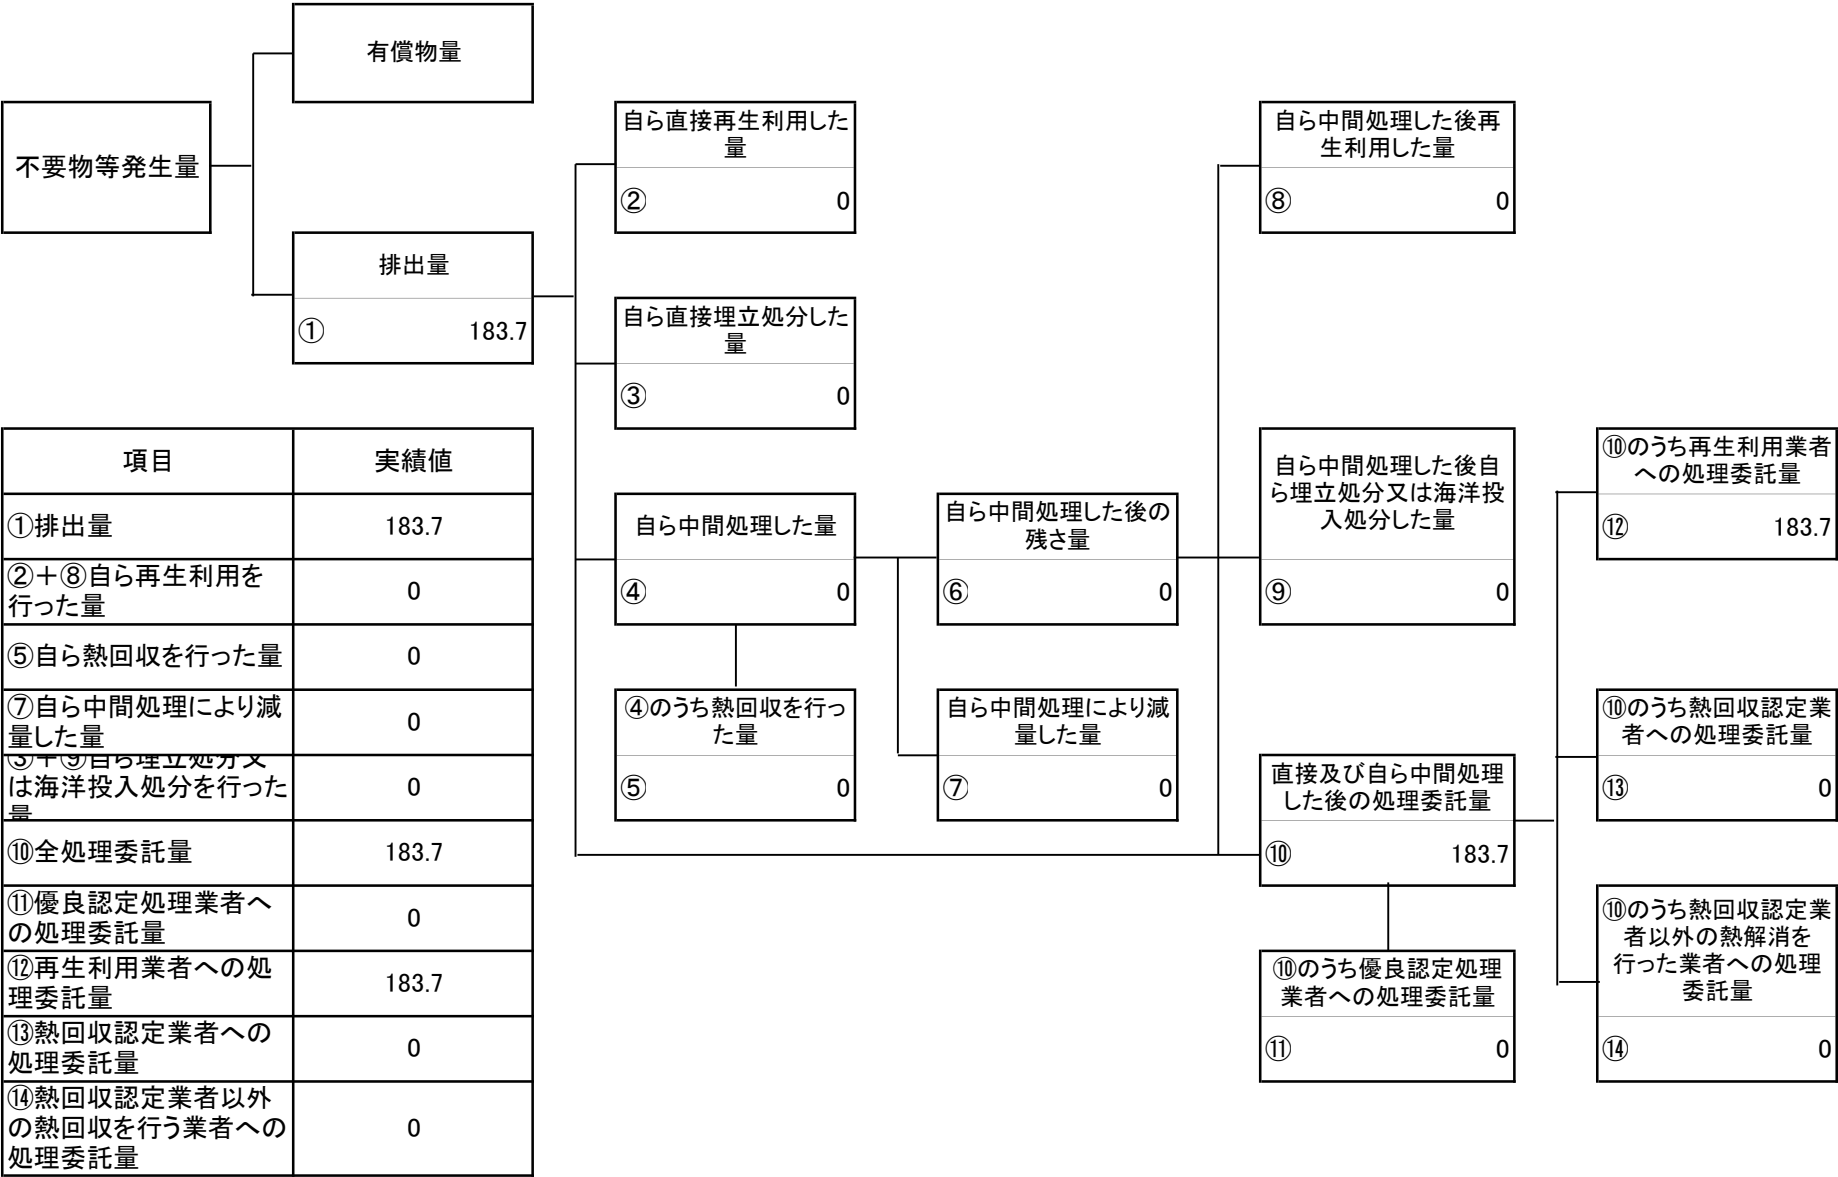 有償物量
不要物等発生量
排出量
① 183.7
自ら直接再生利用した
量
② 0
自ら直接埋立処分した
量
③ 0
自ら中間処理した量
④ 0
④のうち熱回収を行っ
た量
⑤ 0
自ら中間処理した後の
残さ量
⑥ 0
自ら中間処理により減
量した量
⑦ 0
自ら中間処理した後再
生利用した量
⑧ 0
自ら中間処理した後自
ら埋立処分又は海洋投
入処分した量
⑨ 0
直接及び自ら中間処理
した後の処理委託量
⑩ 183.7
⑩のうち優良認定処理
業者への処理委託量
⑪ 0
⑩のうち再生利用業者
への処理委託量
⑫ 183.7
⑩のうち熱回収認定業
者への処理委託量
⑬ 0
⑩のうち熱回収認定業
者以外の熱解消を
行った業者への処理
委託量
⑭ 0
項目 実績値
①排出量 183.7
②＋⑧自ら再生利用を
行った量 0
⑤自ら熱回収を行った量 0
⑦自ら中間処理により減
量した量 0
③＋⑨自ら埋立処分又
は海洋投入処分を行った
量 0
⑩全処理委託量 183.7
⑪優良認定処理業者へ
の処理委託量 0
⑫再生利用業者への処
理委託量 183.7
⑬熱回収認定業者への
処理委託量 0
⑭熱回収認定業者以外
の熱回収を行う業者への
処理委託量 0